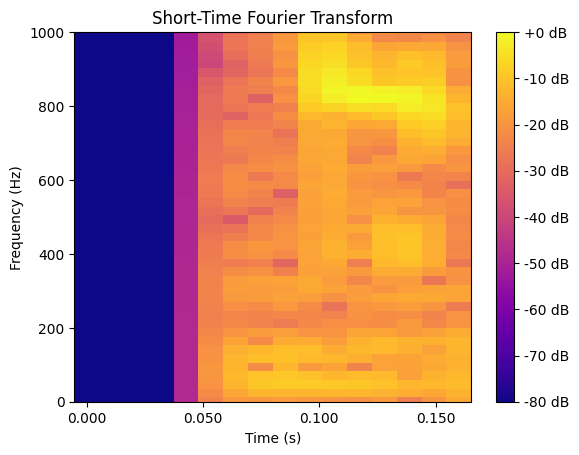 Short-Time Fourier Transform
1000
800
600
400
200
0
Frequency (Hz)
0.000
0.050
0.100
0.150
Time (s)
+0 dB
-10 dB
-20 dB
-30 dB
-40 dB
-50 dB
-60 dB
-70 dB
-80 dB